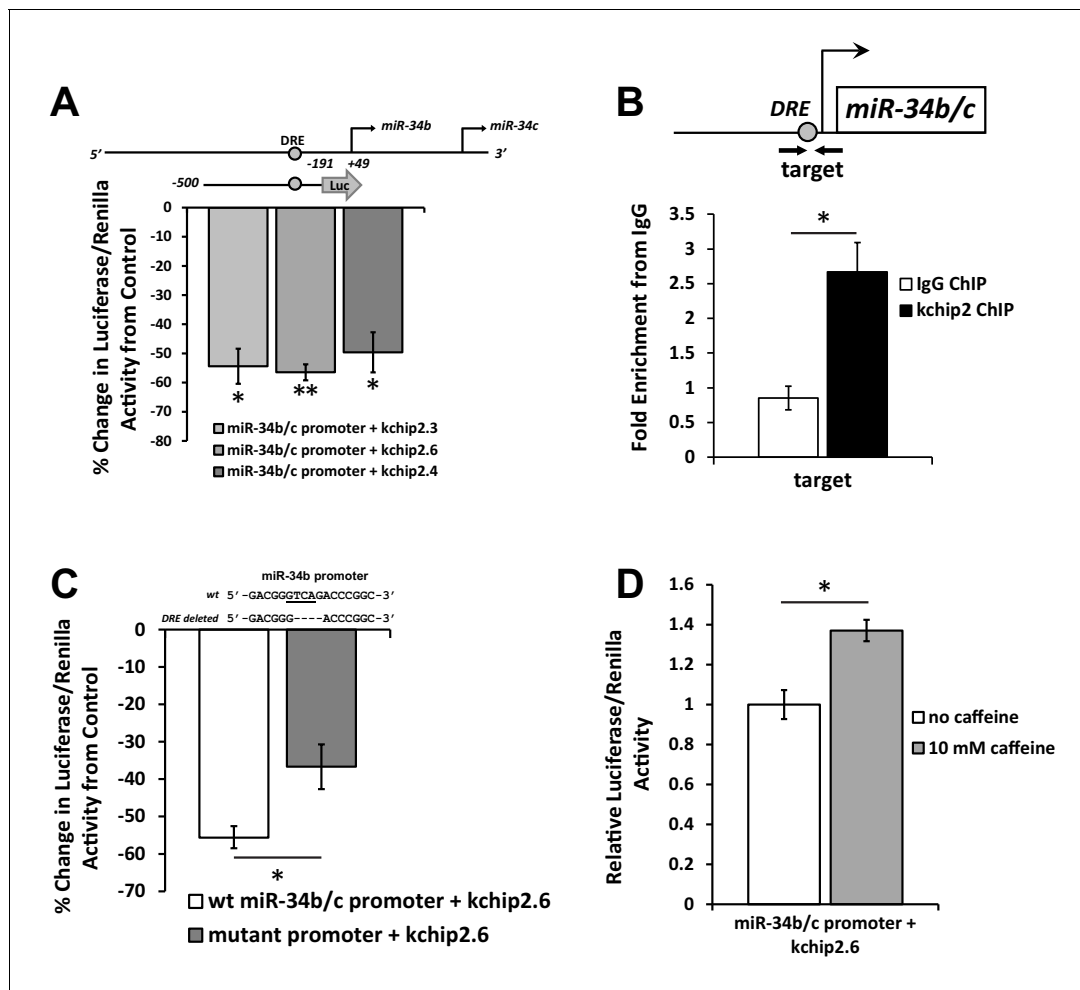 A
DRE
miR-34b
miR-34c
5’
-191
+49
3’
-500
Luc
% Change in Luciferase/Renilla
Activity from Control
0
-10
-20
-30
-40
-50
-60
-70
-80
*
**
*
miR-34b/c promoter + kchip2.3
miR-34b/c promoter + kchip2.6
miR-34b/c promoter + kchip2.4
B
DRE
miR-34b/c
target
Fold Enrichment from IgG
3.5
3
2.5
2
1.5
1
0.5
0
*
IgG ChIP
kchip2 ChIP
target
C
miR-34b promoter
wt 5’ -GACGGGTCAGACCCGGC-3’
DRE deleted 5’ -GACGGG----ACCCGGC-3’
% Change in Luciferase/Renilla
Activity from Control
0
-10
-20
-30
-40
-50
-60
-70
*
wt miR-34b/c promoter + kchip2.6
mutant promoter + kchip2.6
D
Relative Luciferase/Renilla
Activity
1.6
1.4
1.2
1
0.8
0.6
0.4
0.2
0
*
no caffeine
10 mM caffeine
miR-34b/c promoter +
kchip2.6